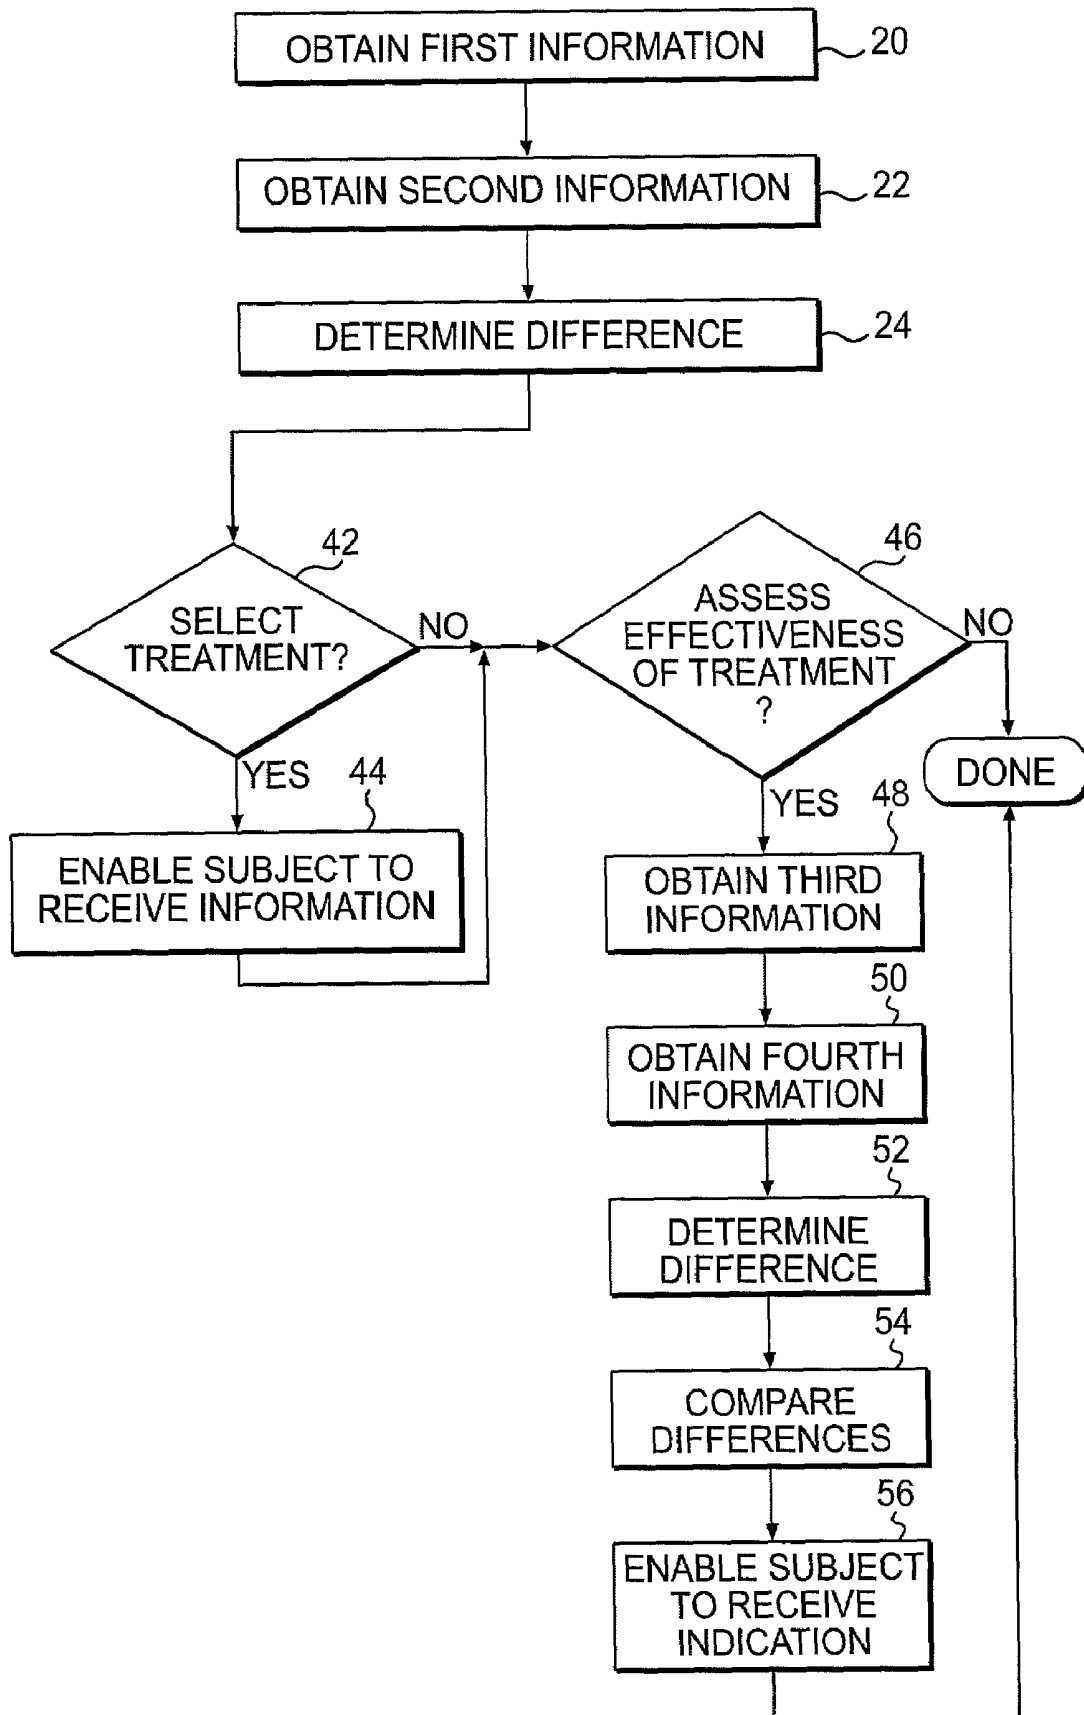 OBTAIN FIRST INFORMATION
20
OBTAIN SECOND INFORMATION
22
DETERMINE DIFFERENCE
24
42
SELECT
TREATMENT?
NO
YES
44
ENABLE SUBJECT TO
RECEIVE INFORMATION
46
ASSESS
EFFECTIVENESS
OF TREATMENT
?
NO
DONE
YES
48
OBTAIN THIRD
INFORMATION
50
OBTAIN FOURTH
INFORMATION
52
DETERMINE
DIFFERENCE
54
COMPARE
DIFFERENCES
56
ENABLE SUBJECT
TO RECEIVE
INDICATION